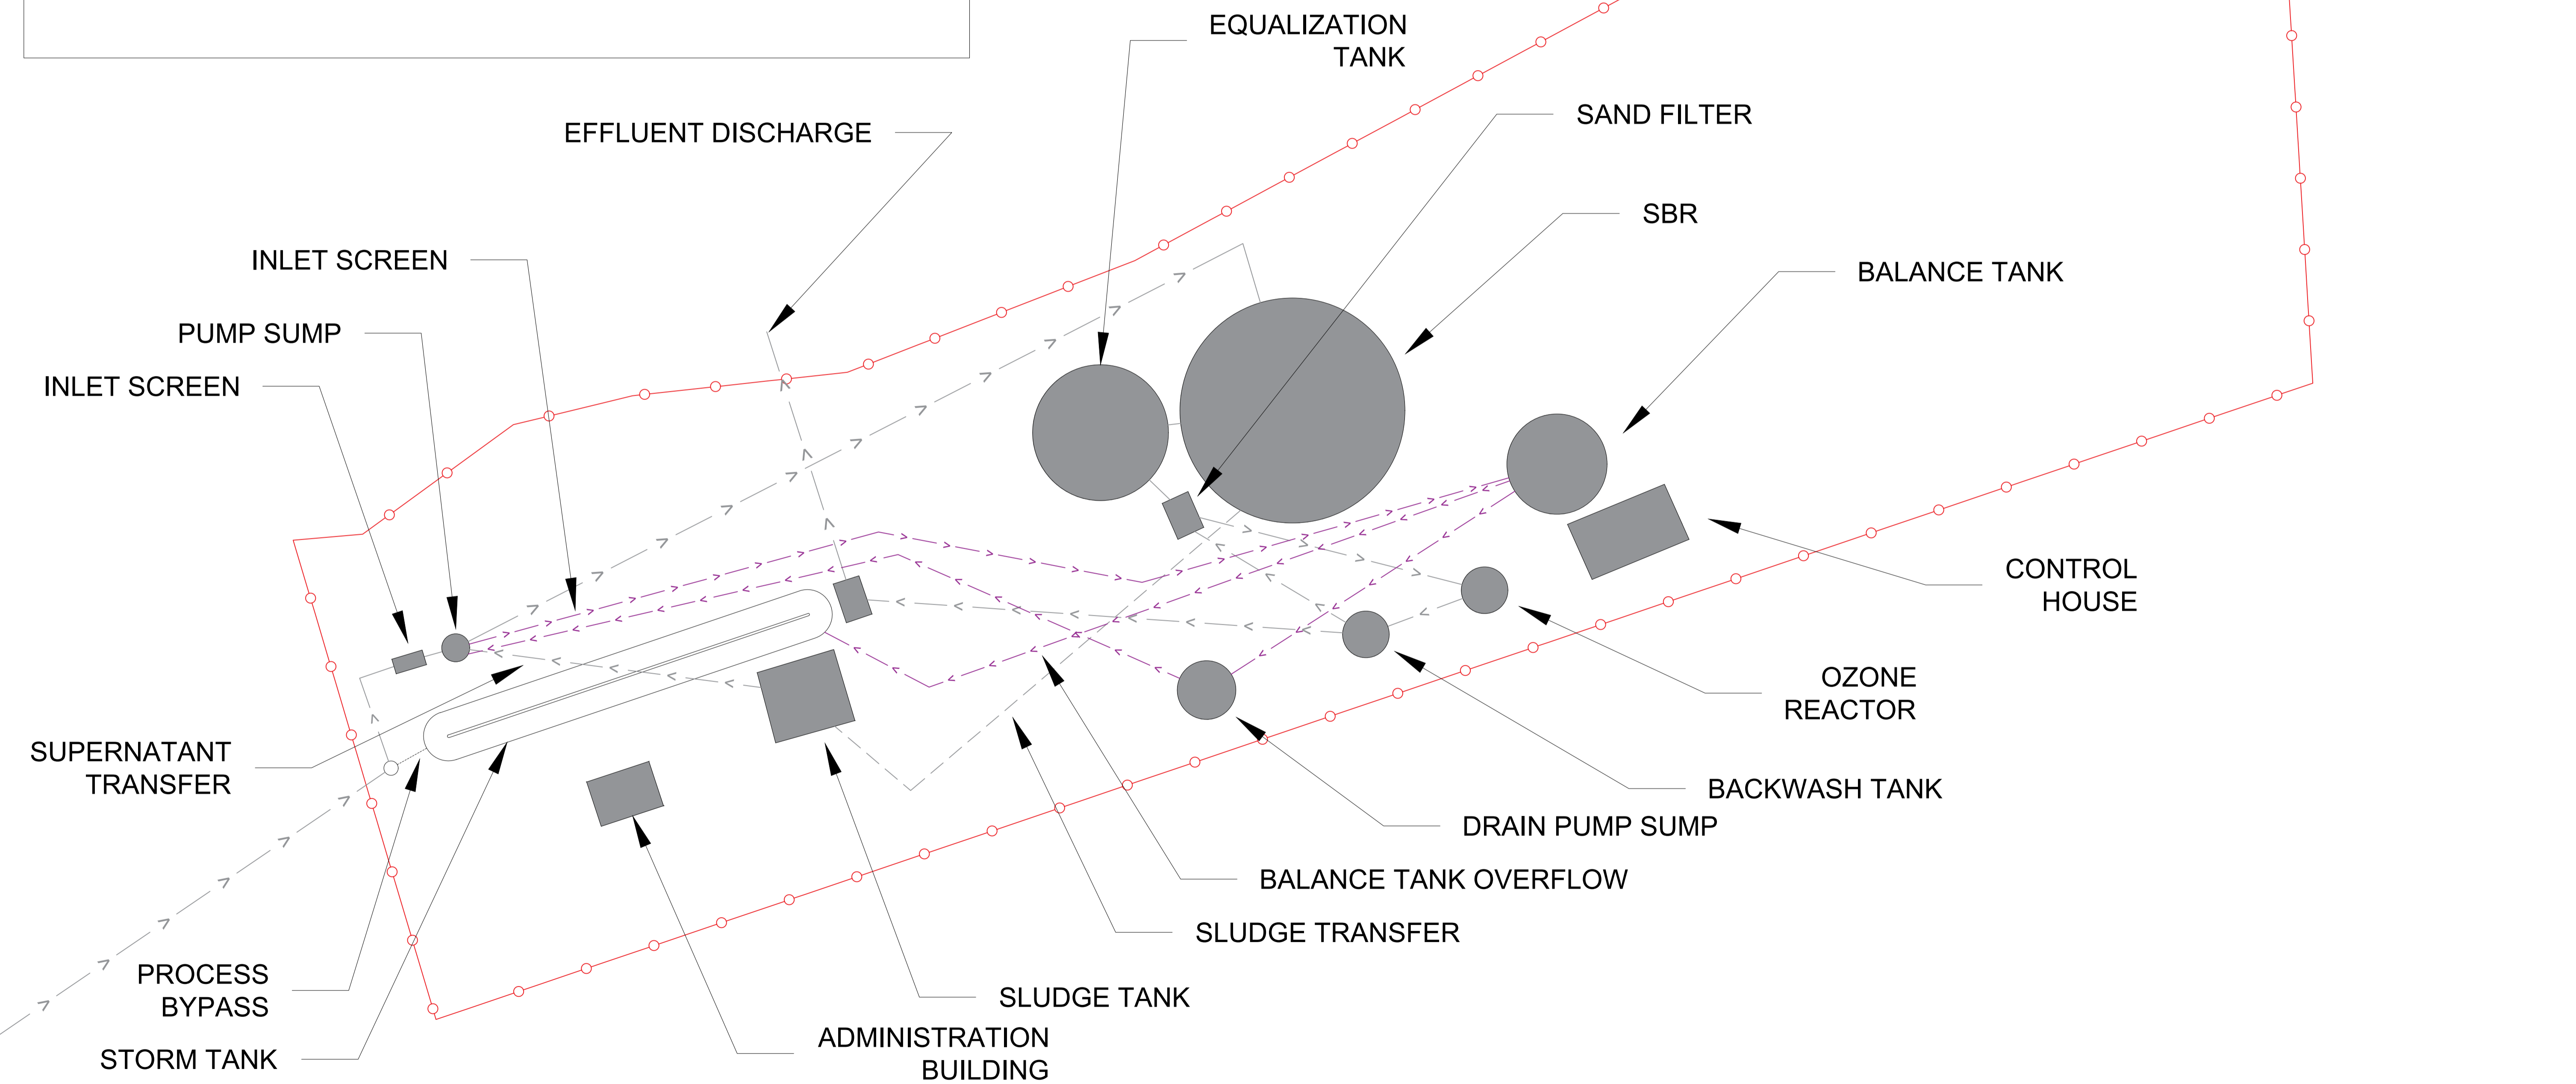 EQUALIZATION
TANK
SAND FILTER
EFFLUENT DISCHARGE
SBR
INLET SCREEN
BALANCE TANK
PUMP SUMP
INLET SCREEN
CONTROL
HOUSE
OZONE
REACTOR
SUPERNATANT
TRANSFER
BACKWASH TANK
DRAIN PUMP SUMP
BALANCE TANK OVERFLOW
SLUDGE TRANSFER
PROCESS
BYPASS
SLUDGE TANK
ADMINISTRATION
BUILDING
STORM TANK